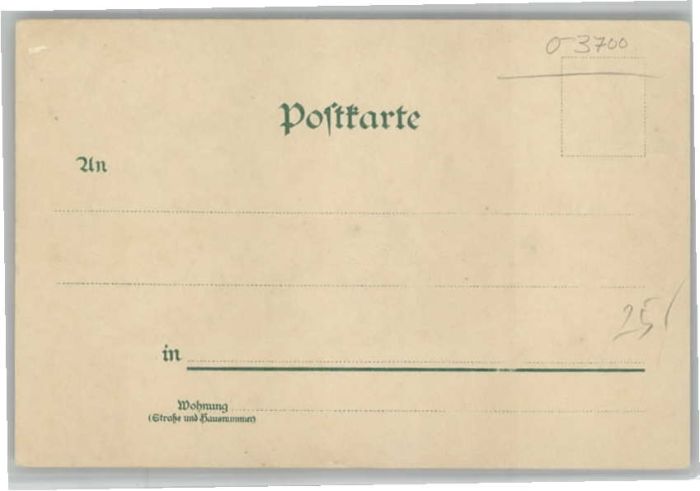 o 3700
Poſtkarte
An
25/
in
Wohnung
(Straße und Hausnummer)